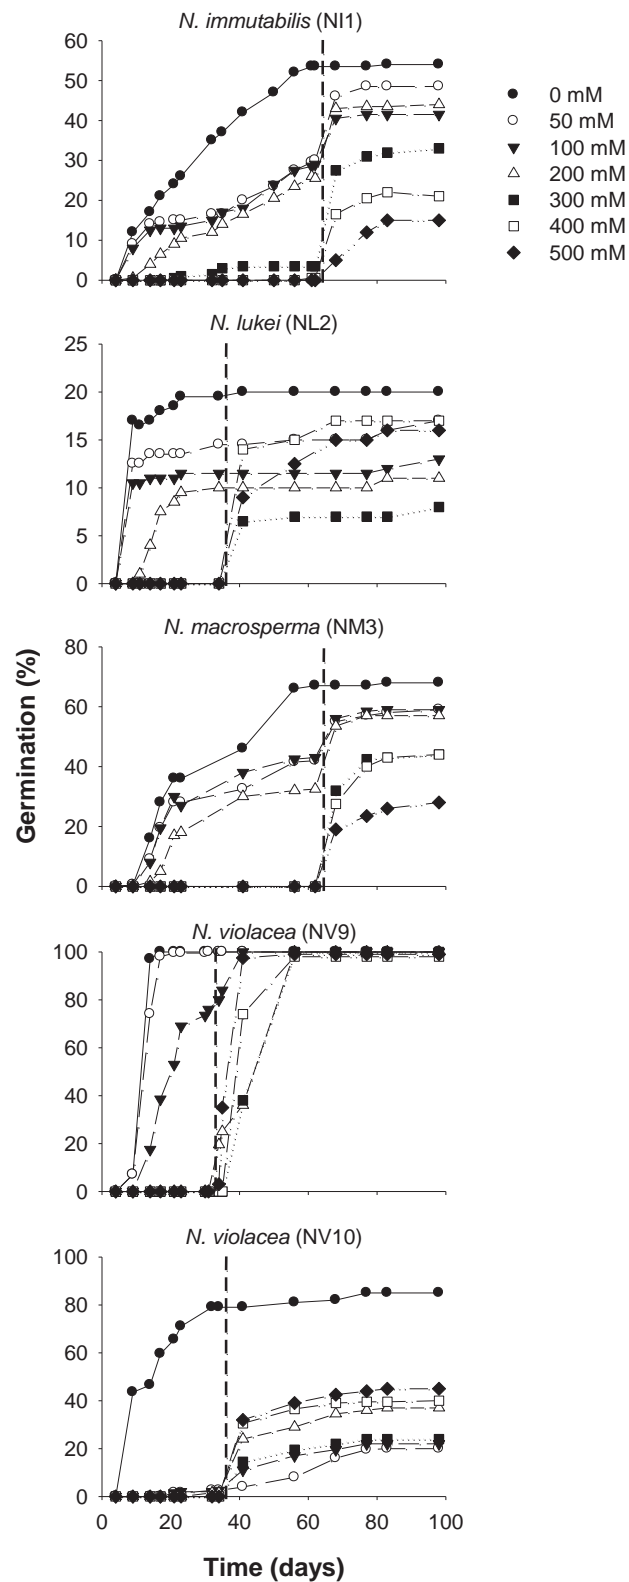 N. immutabilis (NI1)
60
50
40
30
20
10
0
0 mM
50 mM
100 mM
200 mM
300 mM
400 mM
500 mM
N. lukei (NL2)
25
20
15
10
5
0
N. macrosperma (NM3)
80
60
40
20
0
Germination (%)
N. violacea (NV9)
100
80
60
40
20
0
N. violacea (NV10)
100
80
60
40
20
0
0 20 40 60 80 100
Time (days)